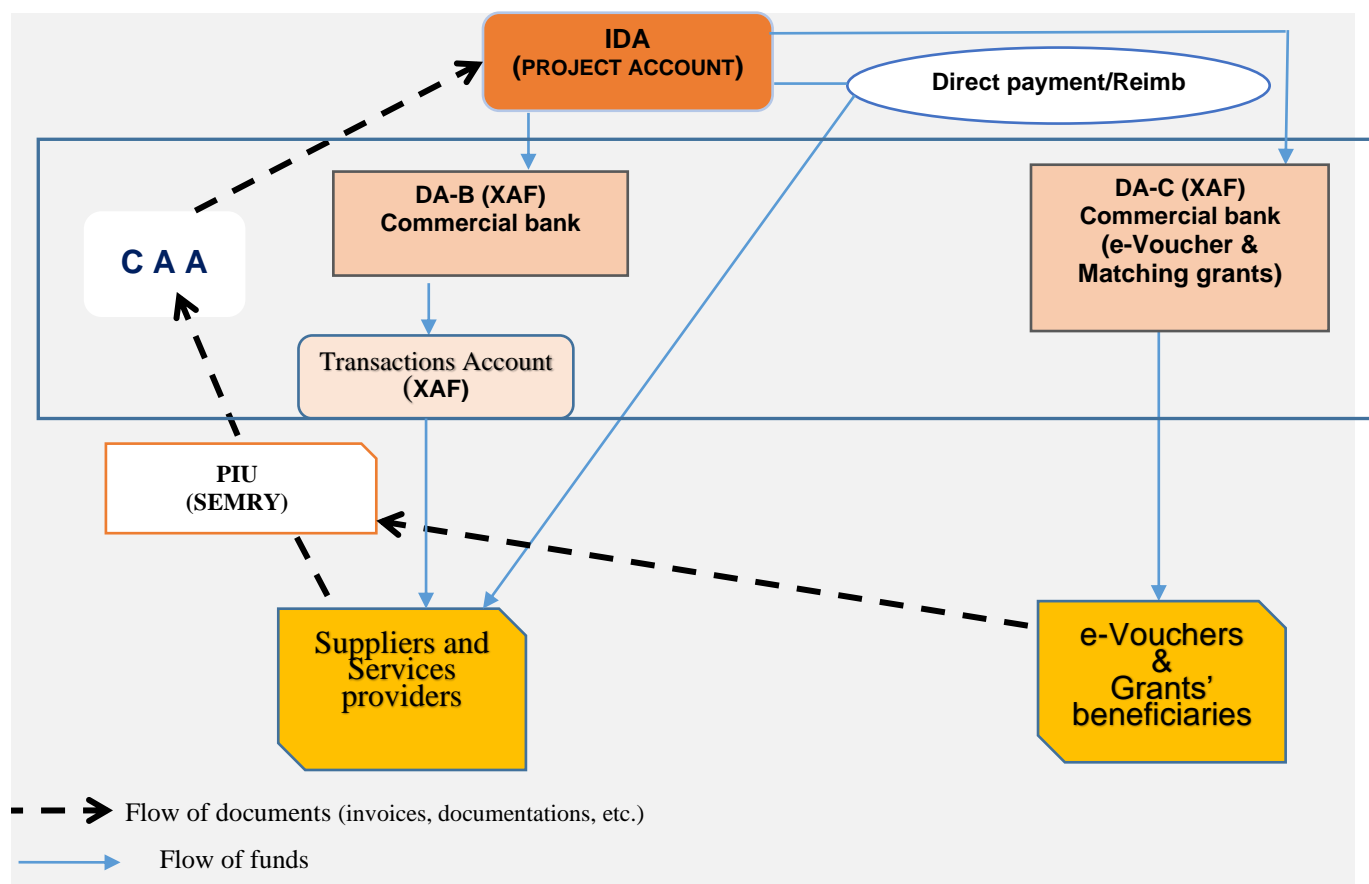 IDA
(PROJECT ACCOUNT)
Direct payment/Reimb
DA-B (XAF)
Commercial bank
DA-C (XAF)
Commercial bank
(e-Voucher &
Matching grants)
C A A
Transactions Account
(XAF)
PIU
(SEMRY)
Suppliers and
Services
providers
e-Vouchers
&
Grants’
beneficiaries
Flow of documents (invoices, documentations, etc.)
Flow of funds